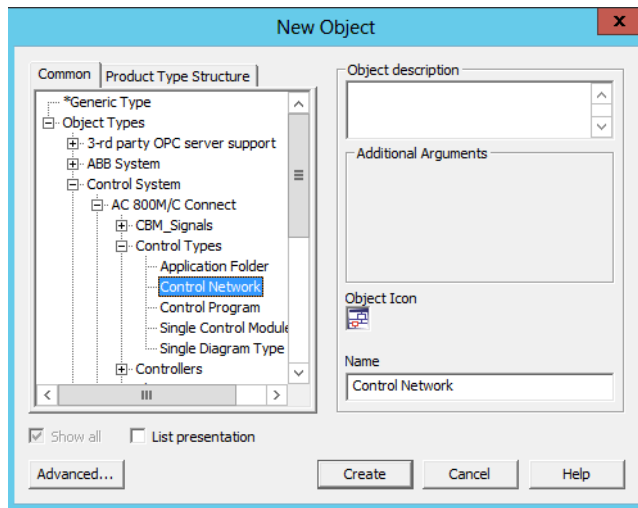 New Object
x
Common
Product Type Structure
*Generic Type
Object Types
3-rd party OPC server support
ABB System
Control System
AC 800M/C Connect
CBM_Signals
Control Types
Application Folder
Control Network
Control Program
Single Control Module
Single Diagram Type
Controllers
Show all
List presentation
Advanced...
Object description
Additional Arguments
Object Icon
Name
Control Network
Create
Cancel
Help